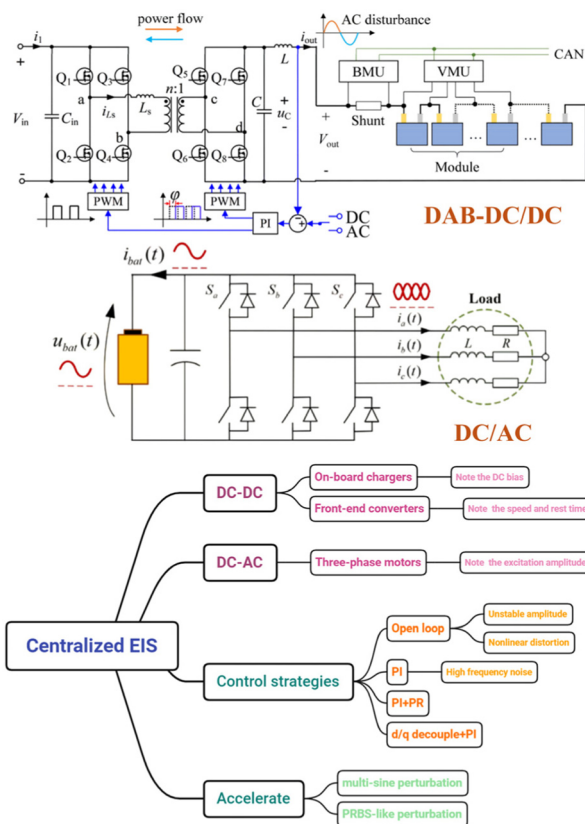 power flow
AC disturbance
i1
iout
L
CAN
BMU
VMU
Q1
Q3
Q5
Q7
n:1
a
iLs
Ls
c
C
+
uC
-
Vin
Cin
b
d
Shunt
Vout
Q2
Q4
Q6
Q8
Module
φ
PWM
PWM
PI
DC
AC
DAB-DC/DC
ibat(t)
Sa
Sb
Sc
Load
ubat(t)
ia(t)
L
R
ib(t)
ic(t)
DC/AC
On-board chargers
Note the DC bias
DC-DC
Front-end converters
Note the speed and rest time
DC-AC
Three-phase motors
Note the excitation amplitude
Centralized EIS
Open loop
Unstable amplitude
Nonlinear distortion
Control strategies
PI
High frequency noise
PI+PR
d/q decouple+PI
Accelerate
multi-sine perturbation
PRBS-like perturbation